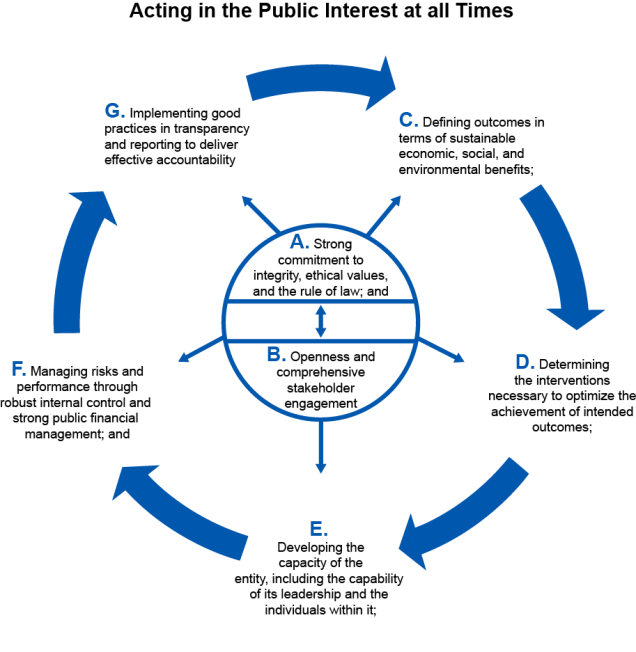 Acting in the Public Interest at all Times
G. Implementing good
practices in transparency
and reporting to deliver
effective accountability
C. Defining outcomes in
terms of sustainable
economic, social, and
environmental benefits;
A. Strong
commitment to
integrity, ethical values,
and the rule of law; and
B. Openness and
comprehensive
stakeholder
engagement
F. Managing risks and
performance through
robust internal control and
strong public financial
management; and
D. Determining
the interventions
necessary to optimize the
achievement of intended
outcomes;
E.
Developing the
capacity of the
entity, including the capability
of its leadership and the
individuals within it;